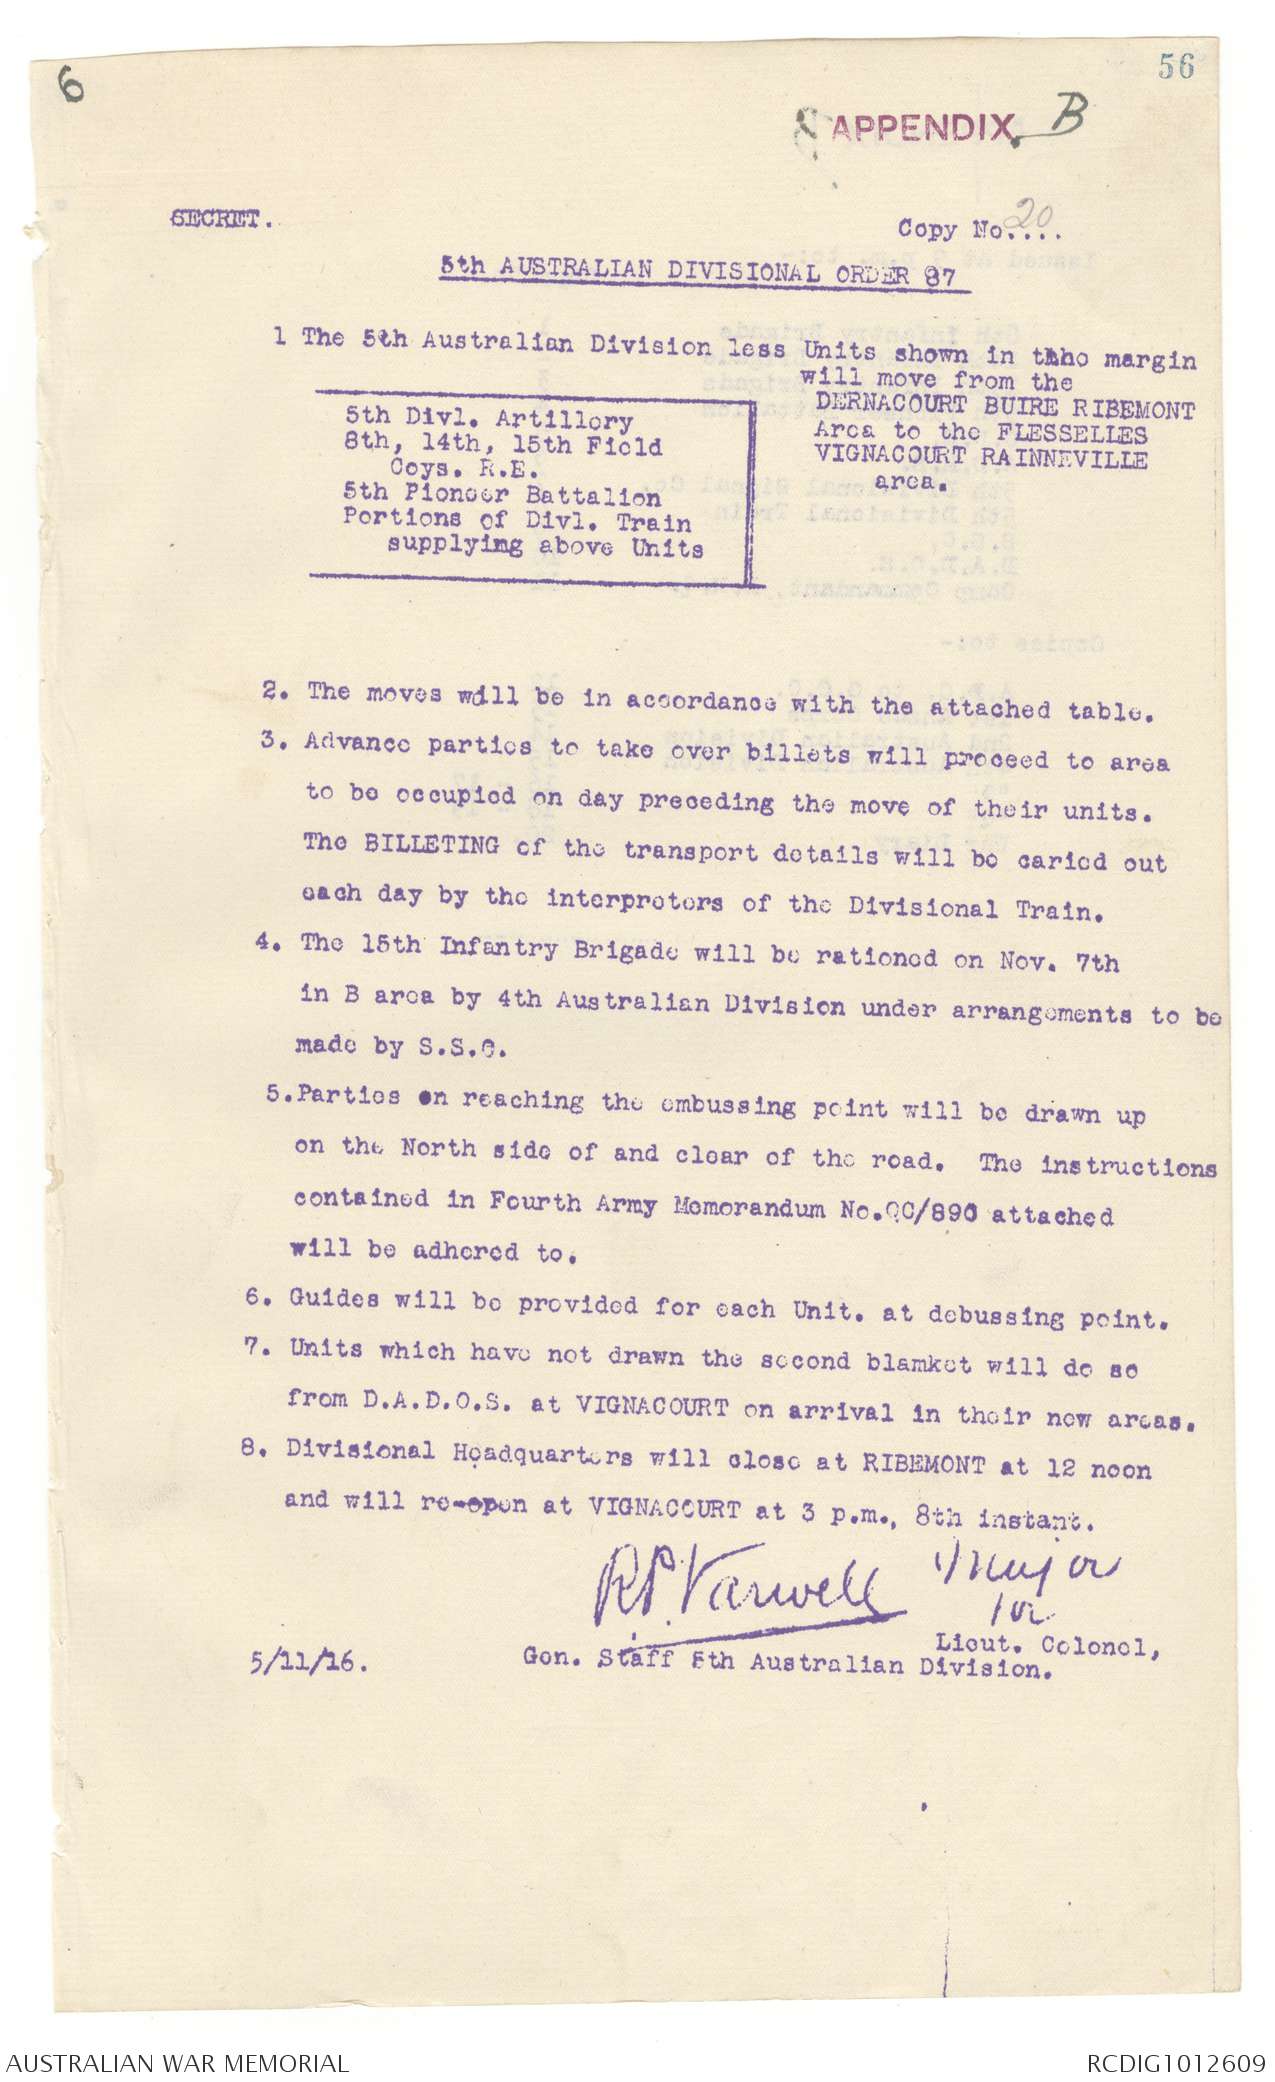 6
56
APPENDIX. B
SECRET.
Copy No.20...
5th AUSTRALIAN DIVISIONAL ORDER 87
1 The 5th Australian Division less Units shown in thho margin
will move from the
DERNACOURT BUIRE RIBEMONT
Area to the FLESSELLES
VIGNACOURT RAINNEVILLE
area.
5th Divl. Artillery
8th, 14th, 15th Field
Coys. R.E.
5th Pioneer Battalion
Portions of Divl. Train
supplying above Units
2. The moves will be in accordance with the attached table.
3. Advance parties to take over billets will proceed to area
to be occupied on day preceding the move of their units.
The BILLETING of the transport details will be caried out
each day by the interpreters of the Divisional Train.
4. The 15th Infantry Brigade will be rationed on Nov. 7th
in B area by 4th Australian Division under arrangements to be
made by S.S.O.
5.Parties on reaching the embussing point will be drawn up
on the North side of and clear of the road. The instructions
contained in Fourth Army Memorandum No.QC/890 attached
will be adhered to.
6. Guides will be provided for each Unit. at debussing point.
7. Units which have not drawn the second blamket will do so
from D.A.D.O.S. at VIGNACOURT on arrival in their new areas.
8. Divisional Headquarters will close at RIBEMONT at 12 noon
and will re-open at VIGNACOURT at 3 p.m., 8th instant.
R.P. Varwell Major
for
Lieut. Colonel,
5/11/16. Gen. Staff 5th Australian Division.
AUSTRALIAN WAR MEMORIAL
RCDIG1012609